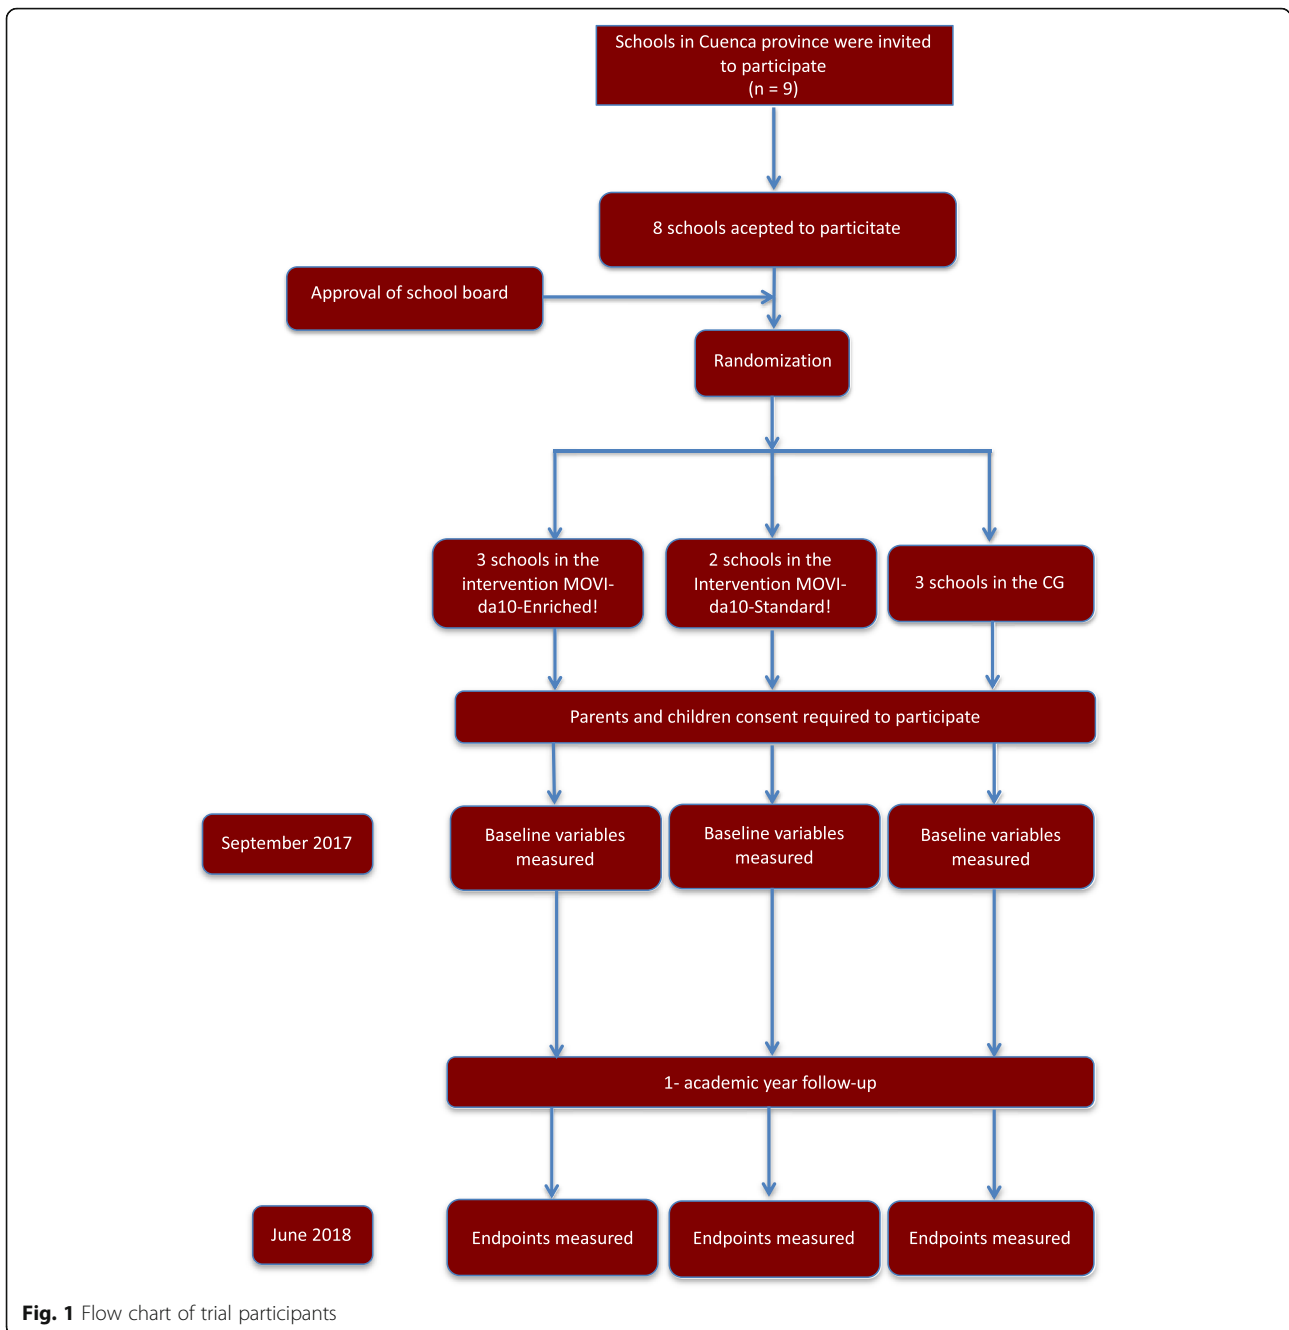 Schools in Cuenca province were invited
to participate
(n = 9)
8 schools acepted to particitate
Approval of school board
Randomization
3 schools in the
intervention MOVI-
da10-Enriched!
2 schools in the
Intervention MOVI-
da10-Standard!
3 schools in the CG
Parents and children consent required to participate
September 2017
Baseline variables
measured
Baseline variables
measured
Baseline variables
measured
1- academic year follow-up
June 2018
Endpoints measured
Endpoints measured
Endpoints measured
Fig. 1 Flow chart of trial participants